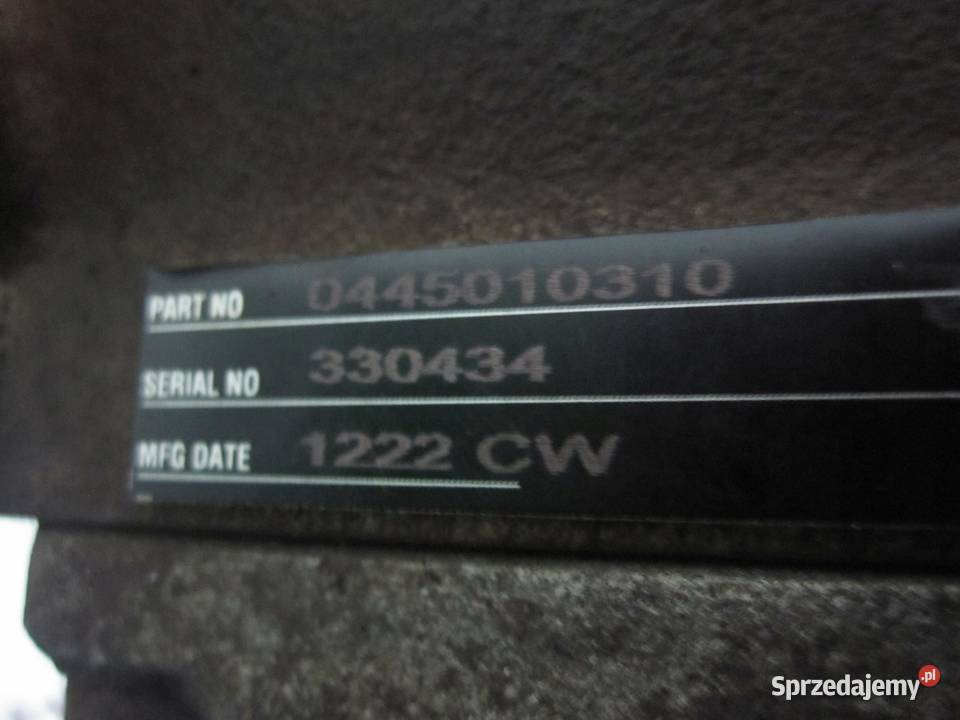 PART NO 0445010310
SERIAL NO 330434
MFG DATE 1222 CW
Sprzedajemy.pl